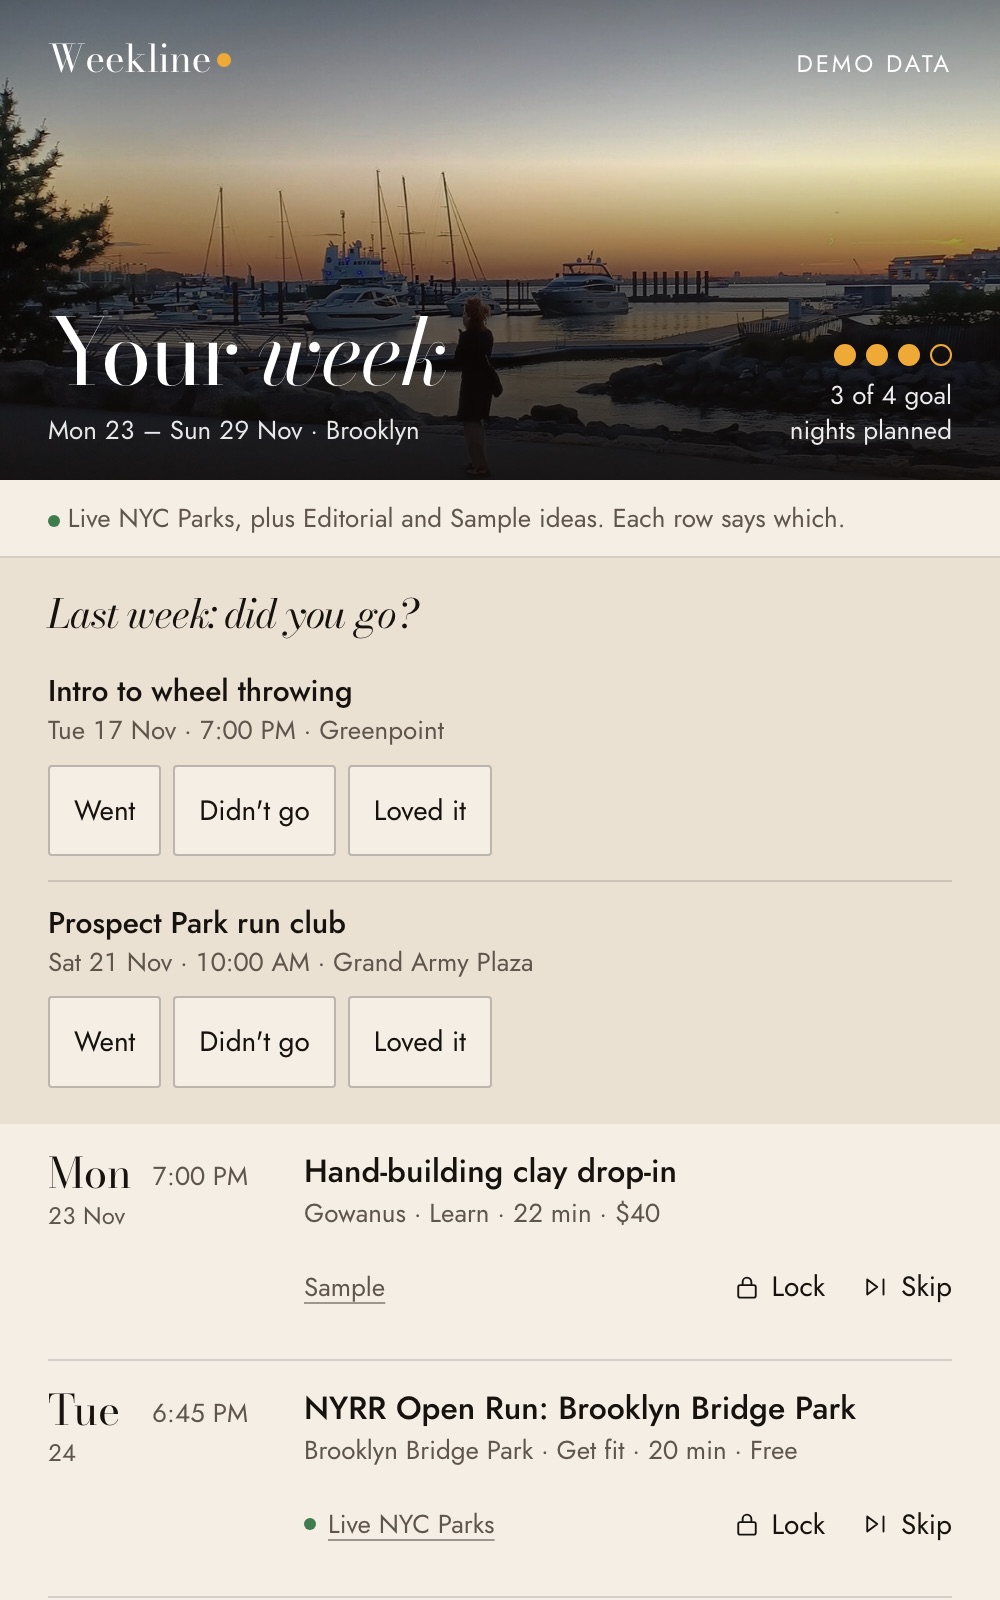 Weekline
DEMO DATA
Your week
Mon 23 – Sun 29 Nov · Brooklyn
3 of 4 goal
nights planned
Live NYC Parks, plus Editorial and Sample ideas. Each row says which.
Last week: did you go?
Intro to wheel throwing
Tue 17 Nov · 7:00 PM · Greenpoint
Went
Didn't go
Loved it
Prospect Park run club
Sat 21 Nov · 10:00 AM · Grand Army Plaza
Went
Didn't go
Loved it
Mon 7:00 PM
23 Nov
Hand-building clay drop-in
Gowanus · Learn · 22 min · $40
Sample
Lock
Skip
Tue 6:45 PM
24
NYRR Open Run: Brooklyn Bridge Park
Brooklyn Bridge Park · Get fit · 20 min · Free
Live NYC Parks
Lock
Skip